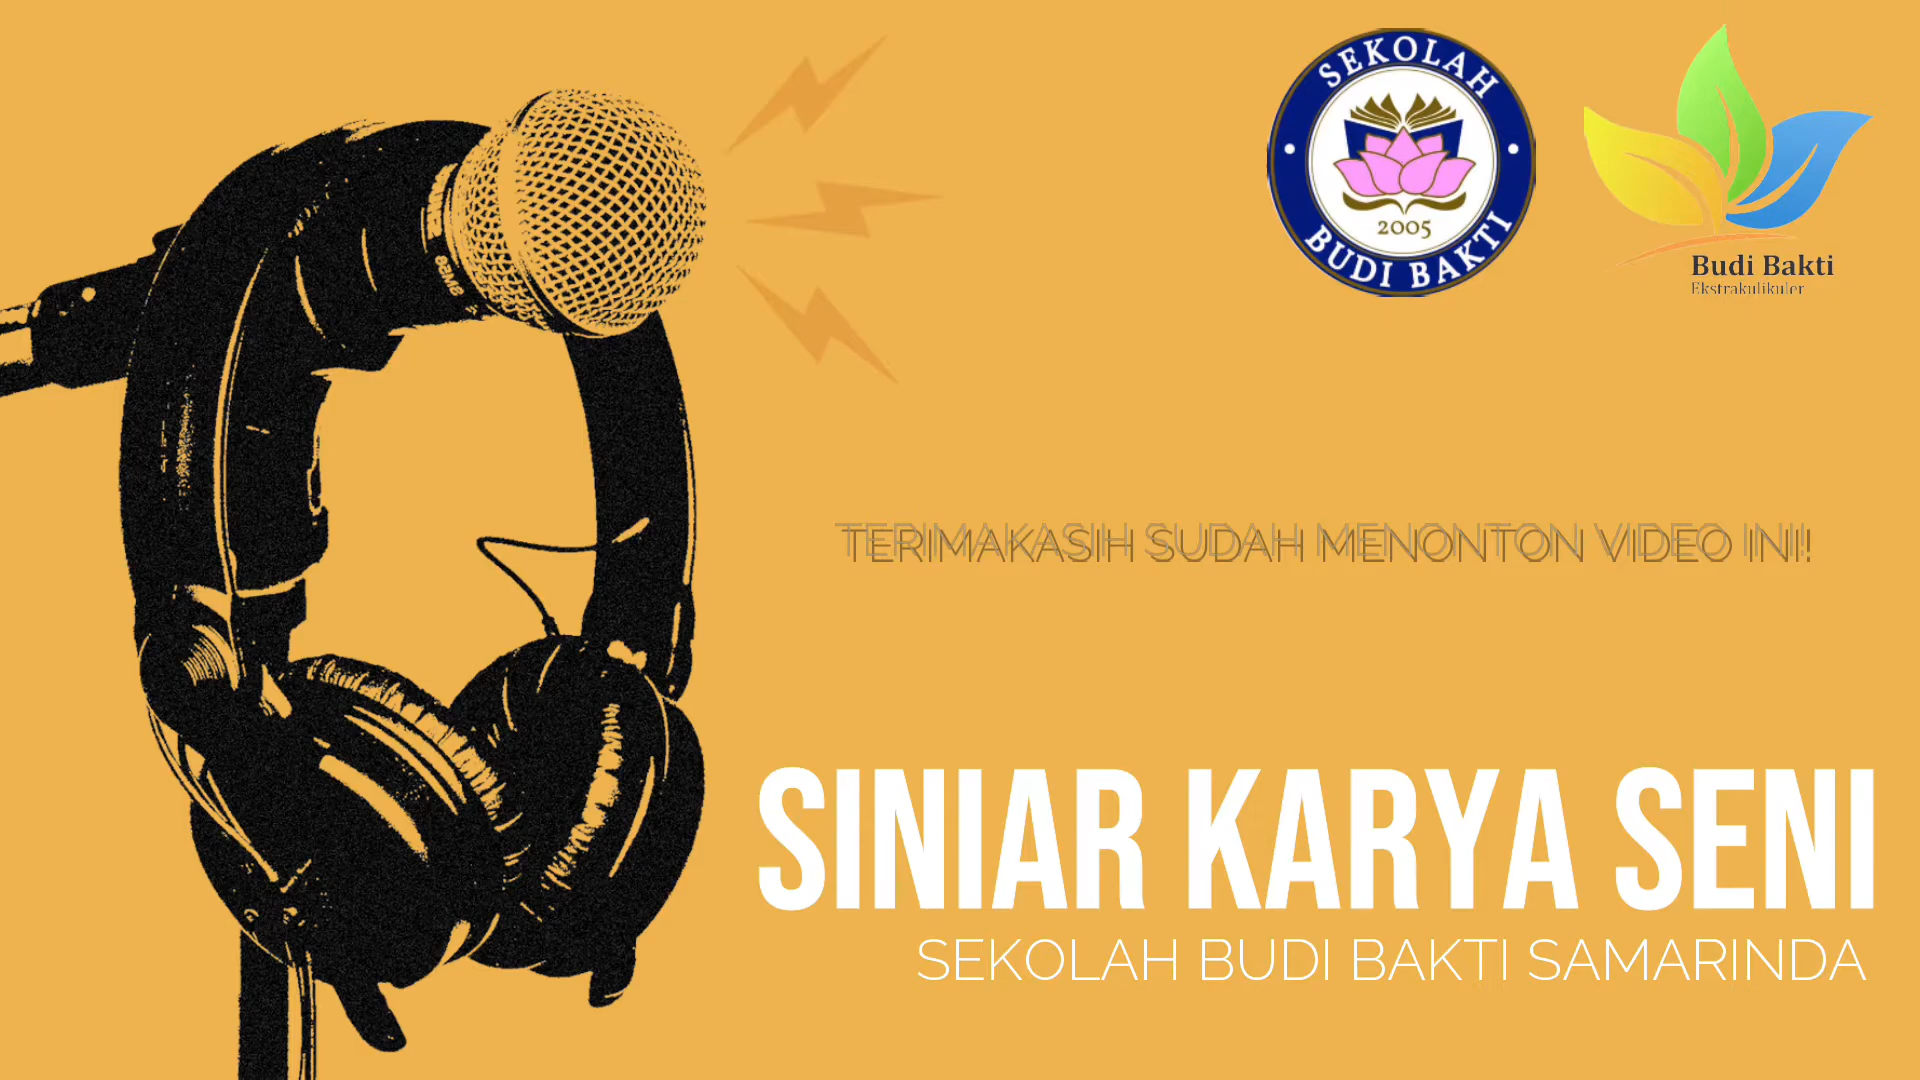 SEKOLAH
2005
BUDI BAKTI
Budi Bakti
Ekstrakulikuler
TERIMAKASIH SUDAH MENONTON VIDEO INI!
SINIAR KARYA SENI
SEKOLAH BUDI BAKTI SAMARINDA